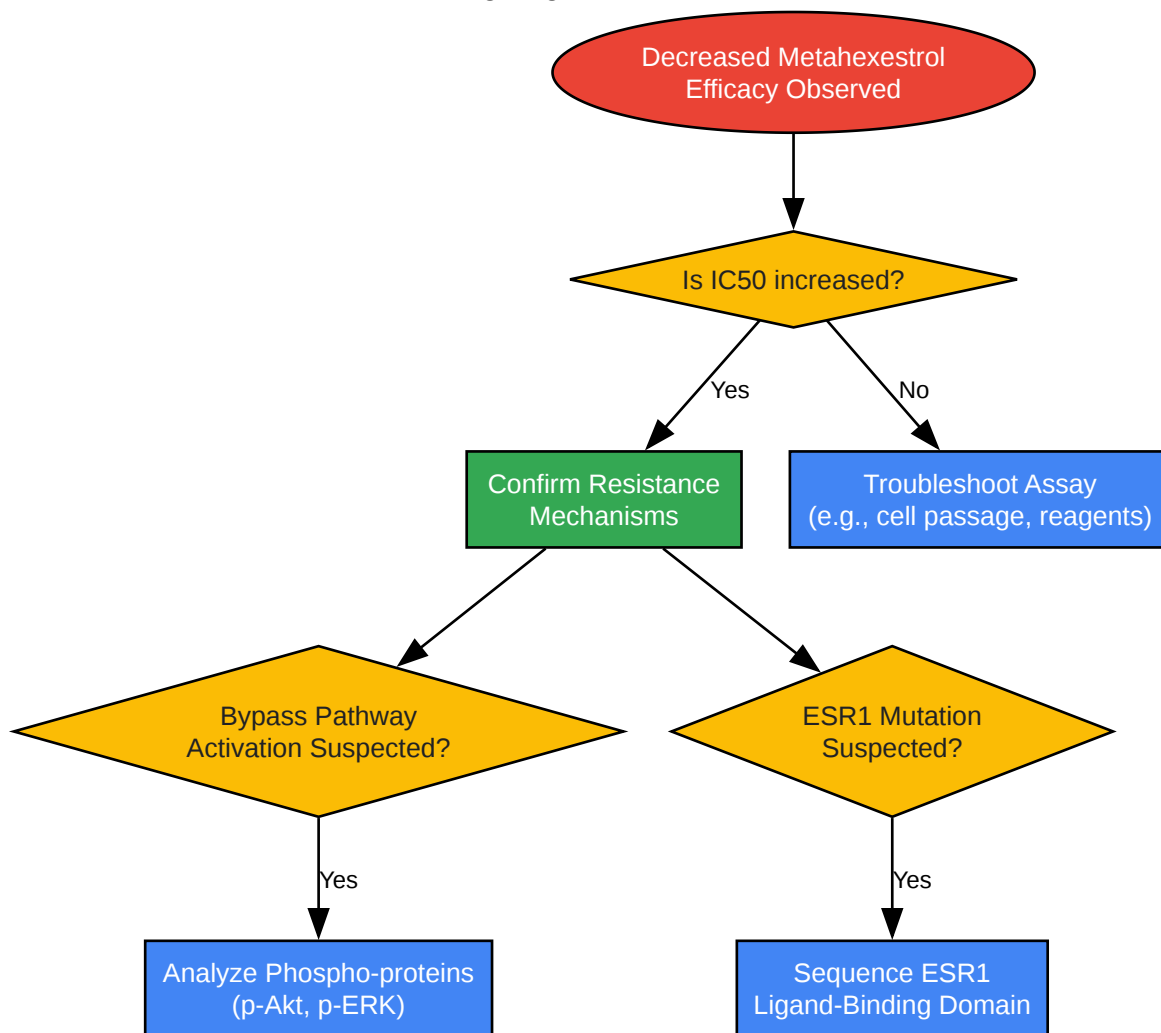 Decreased Metahexestrol
Efficacy Observed
Is IC50 increased?
Yes
No
Confirm Resistance
Mechanisms
Troubleshoot Assay
(e.g., cell passage, reagents)
Bypass Pathway
Activation Suspected?
ESR1 Mutation
Suspected?
Yes
Yes
Analyze Phospho-proteins
(p-Akt, p-ERK)
Sequence ESR1
Ligand-Binding Domain